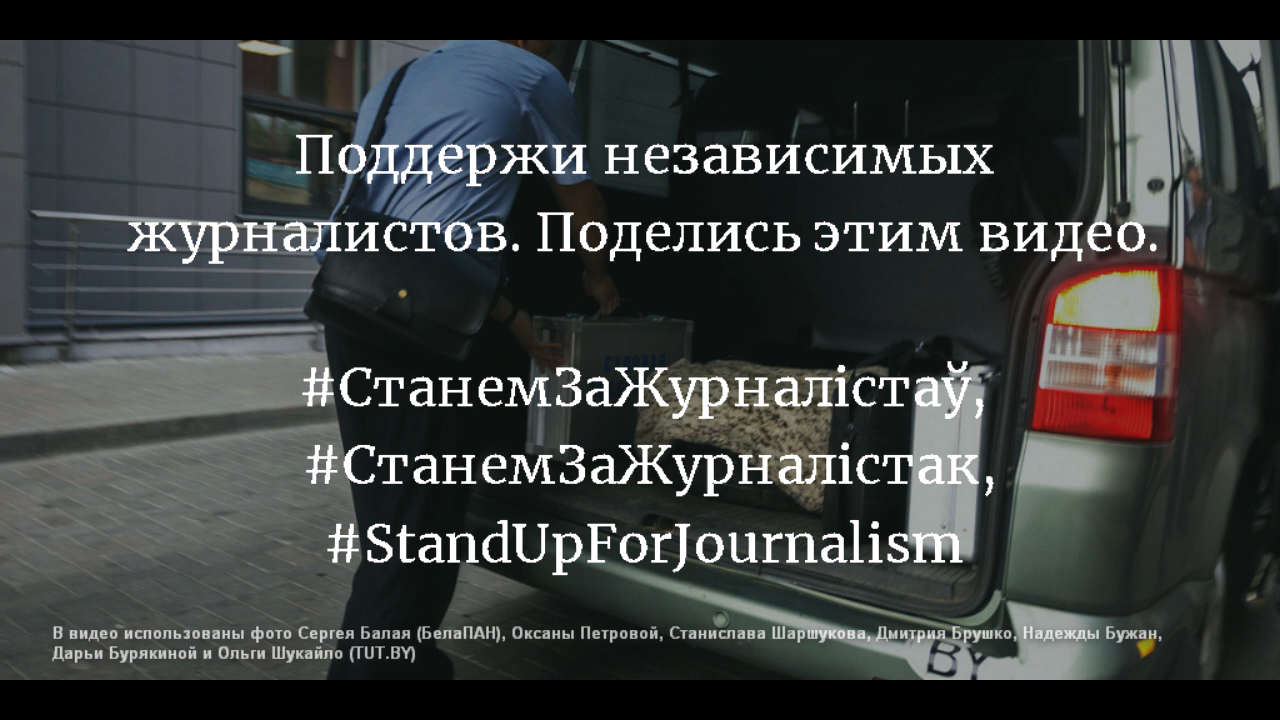 Поддержи независимых
журналистов. Поделись этим видео.
#СтанемЗаЖурналістаў,
#СтанемЗаЖурналістак,
#StandUpForJournalism
В видео использованы фото Сергея Балая (БелаПАН), Оксаны Петровой, Станислава Шаршукова, Дмитрия Брушко, Надежды Бужан,
Дарьи Бурякиной и Ольги Шукайло (TUT.BY)
BY